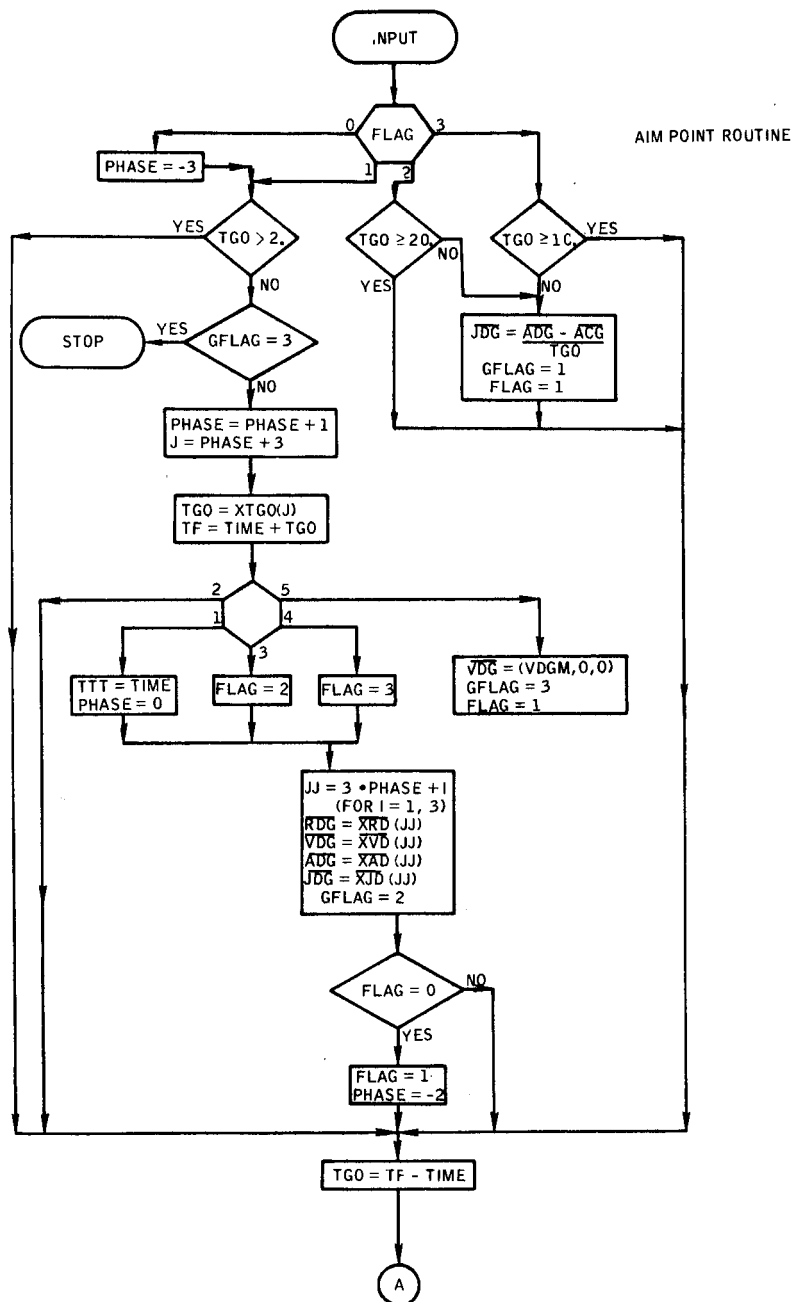 INPUT
0
FLAG
3
AIM POINT ROUTINE
PHASE = -3
1
2
YES
TGO > 2.
TGO ≥ 20.
NO
YES
TGO ≥ 10.
YES
NO
NO
STOP
YES
GFLAG = 3
NO
JDG = ADG - ACG
TGO
GFLAG = 1
FLAG = 1
PHASE = PHASE + 1
J = PHASE + 3
TGO = XTGO(J)
TF = TIME + TGO
2
5
1
4
3
TTT = TIME
PHASE = 0
FLAG = 2
FLAG = 3
VDG = (VDGM,0,0)
GFLAG = 3
FLAG = 1
JJ = 3 • PHASE + I
(FOR I = 1, 3)
RDG = XRD (JJ)
VDG = XVD (JJ)
ADG = XAD (JJ)
JDG = XJD (JJ)
GFLAG = 2
FLAG = 0
NO
YES
FLAG = 1
PHASE = -2
TGO = TF - TIME
A